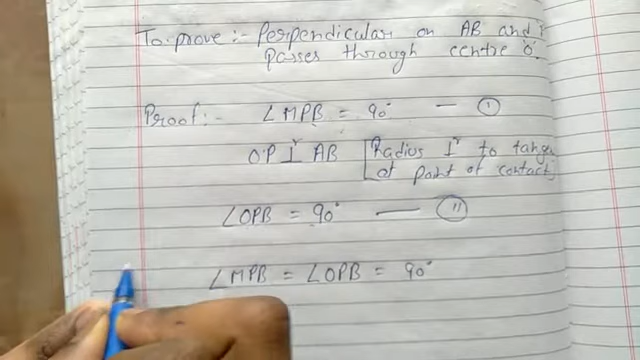 To prove :- Perpendicular on AB and
passes through centre O.
Proof :- ∠MPB = 90° — (I)
OP ⊥ AB [Radius ⊥r to
at point of contact]
∠OPB = 90° — (II)
∠MPB = ∠OPB = 90°